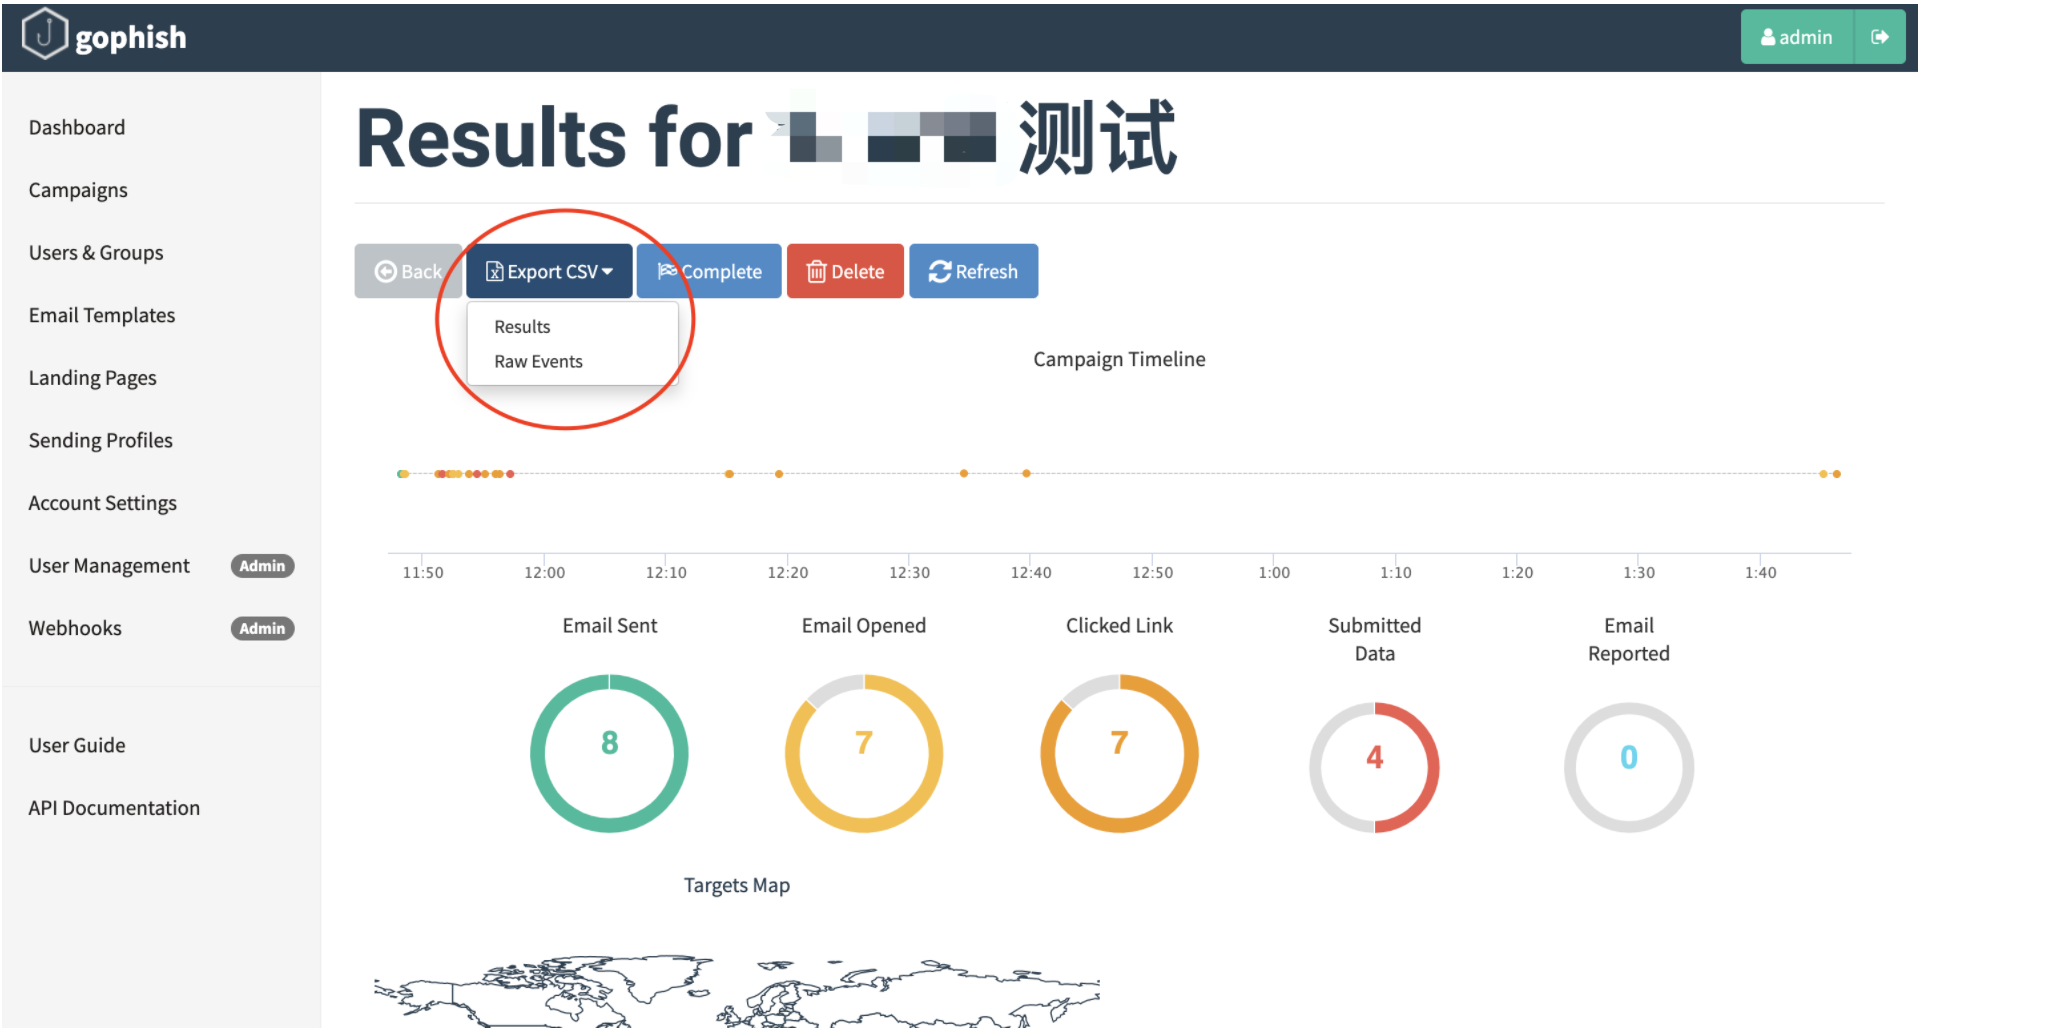 gophish
admin
Dashboard
Campaigns
Users & Groups
Email Templates
Landing Pages
Sending Profiles
Account Settings
User Management Admin
Webhooks Admin
User Guide
API Documentation
Results for 测试
Back Export CSV Complete Delete Refresh
Results
Raw Events
Campaign Timeline
11:50 12:00 12:10 12:20 12:30 12:40 12:50 1:00 1:10 1:20 1:30 1:40
Email Sent
8
Email Opened
7
Clicked Link
7
Submitted
Data
4
Email
Reported
0
Targets Map